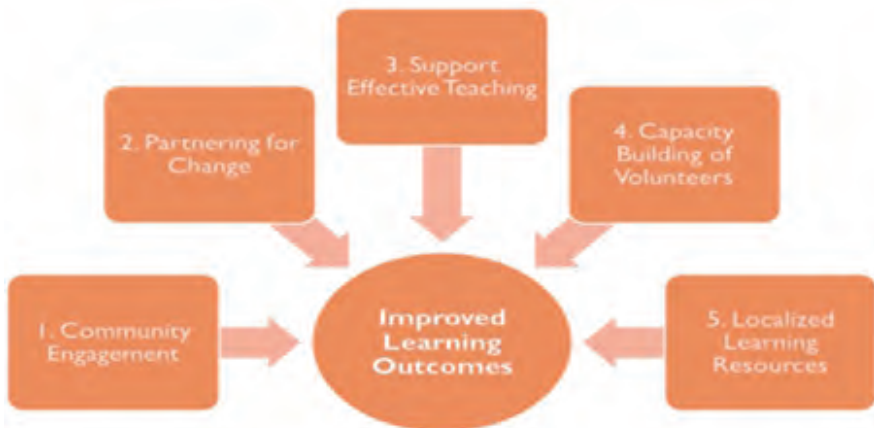 3. Support
Effective Teaching
2. Partnering for
Change
4. Capacity
Building of
Volunteers
1. Community
Engagement
Improved
Learning
Outcomes
5. Localized
Learning
Resources